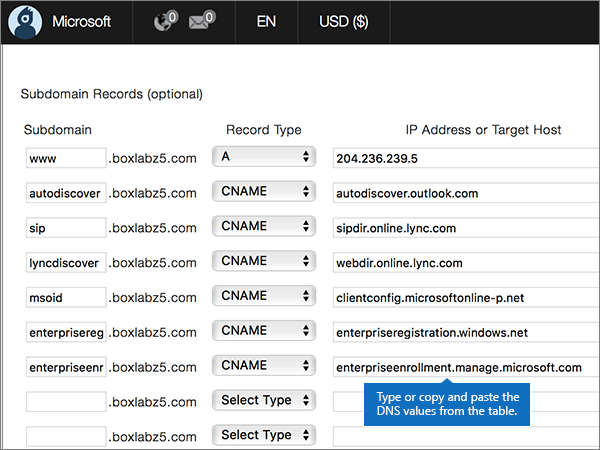 Microsoft 0 0 EN USD ($)
Subdomain Records (optional)
Subdomain Record Type IP Address or Target Host
www .boxlabz5.com A 204.236.239.5
autodiscover .boxlabz5.com CNAME autodiscover.outlook.com
sip .boxlabz5.com CNAME sipdir.online.lync.com
lyncdiscover .boxlabz5.com CNAME webdir.online.lync.com
msoid .boxlabz5.com CNAME clientconfig.microsoftonline-p.net
enterprisereg .boxlabz5.com CNAME enterpriseregistration.windows.net
enterpriseenr .boxlabz5.com CNAME enterpriseenrollment.manage.microsoft.com
.boxlabz5.com Select Type
Type or copy and paste the
DNS values from the table.
.boxlabz5.com Select Type